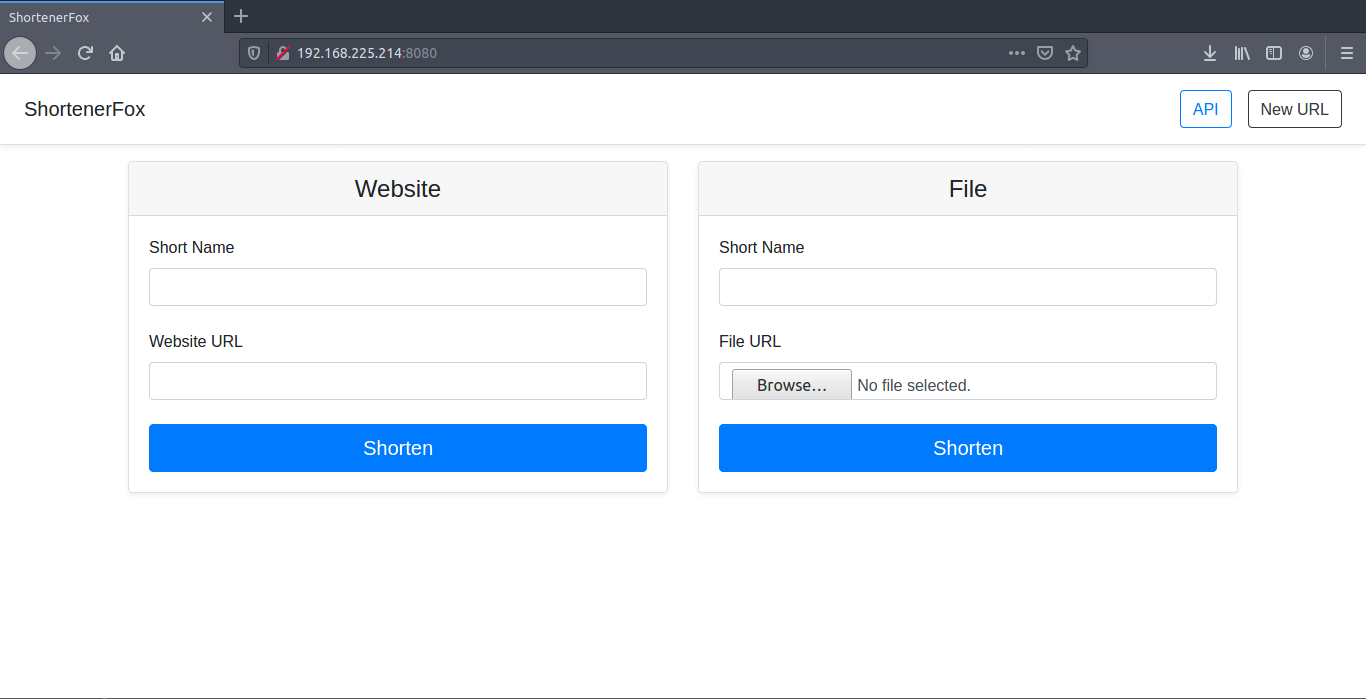 ShortenerFox
192.168.225.214:8080
ShortenerFox
API
New URL
Website
Short Name
Website URL
Shorten
File
Short Name
File URL
Browse...
No file selected.
Shorten